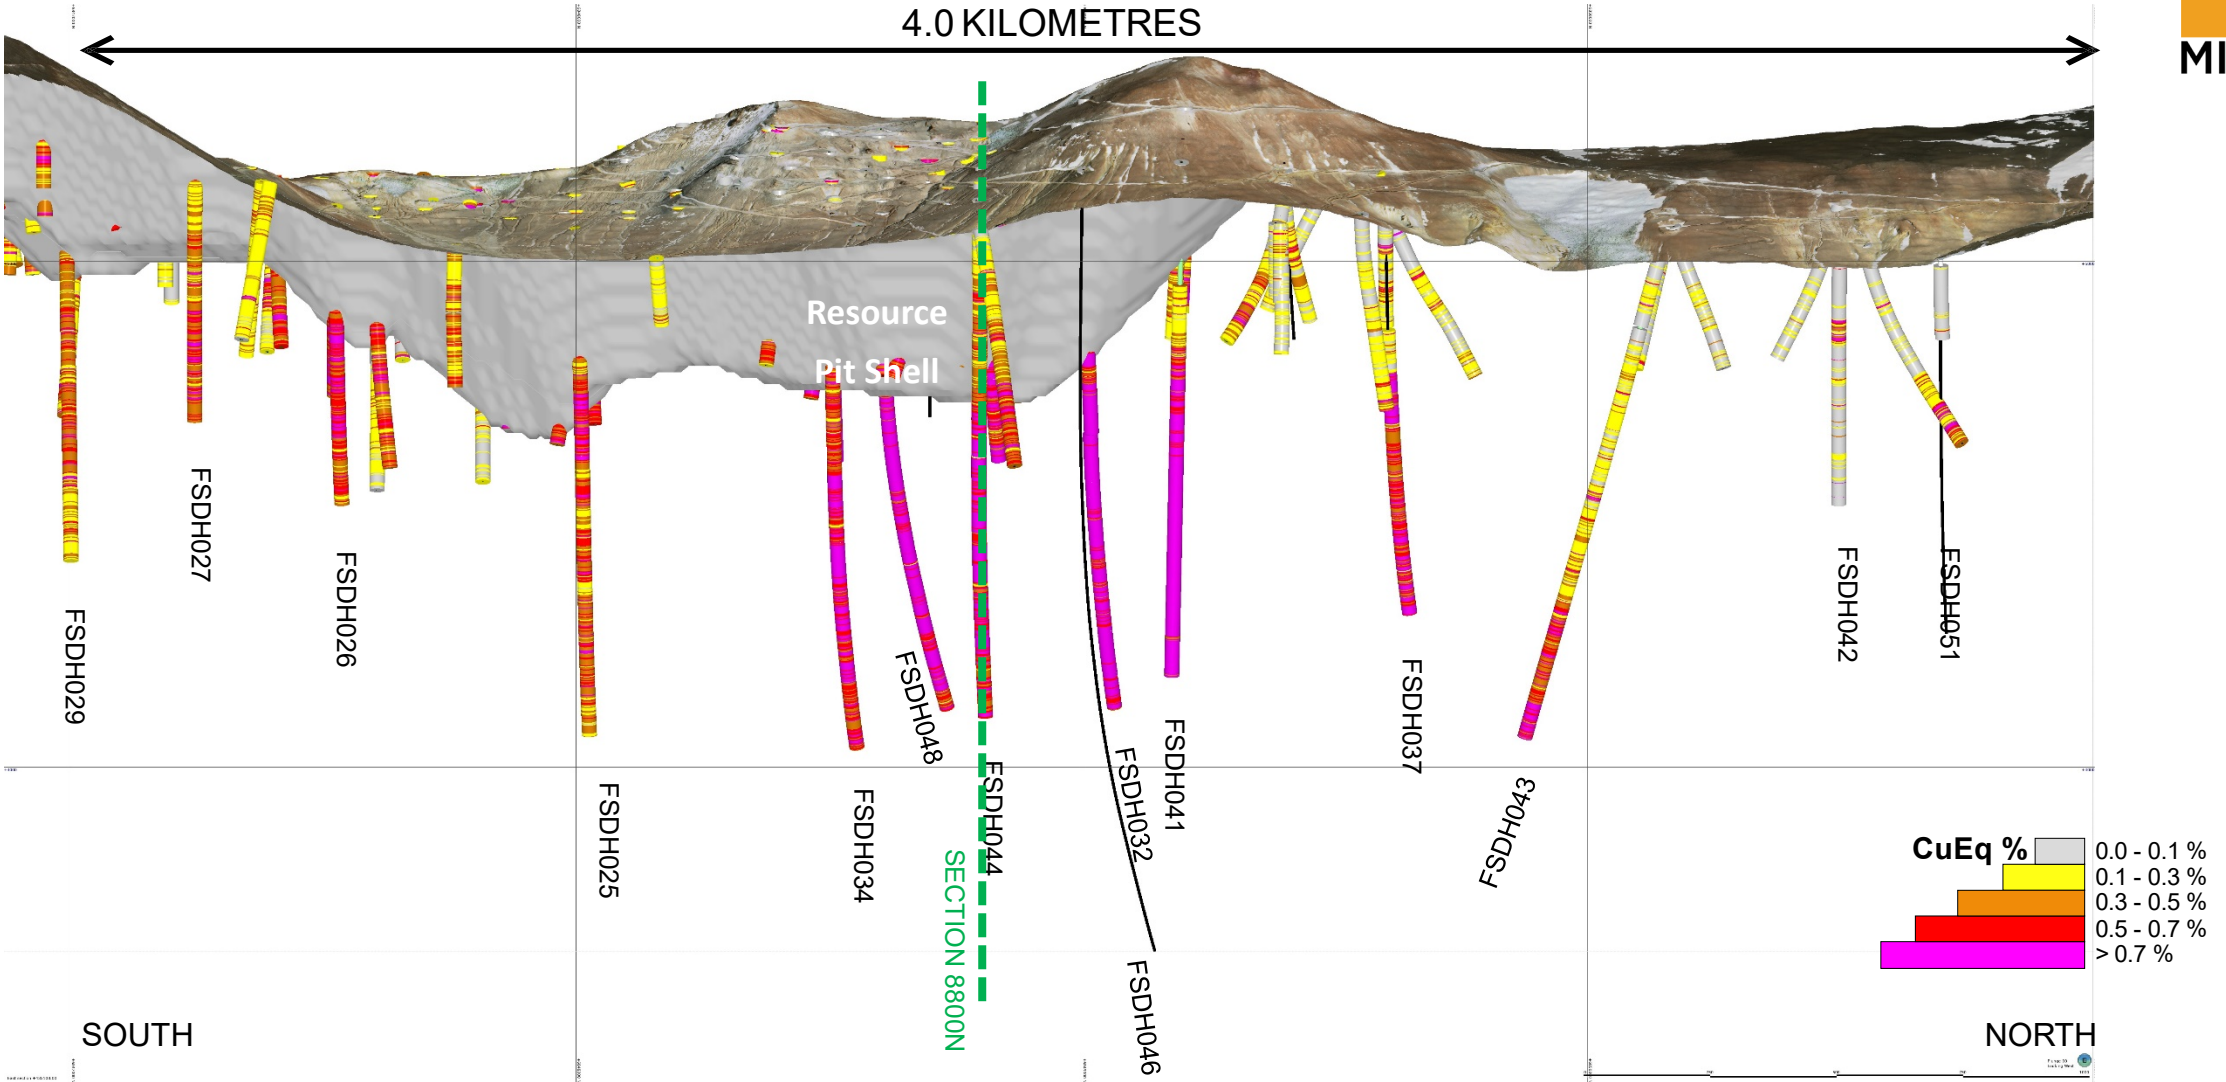 4.0 KILOMETRES
MI
Resource
Pit Shell
FSDH029
FSDH027
FSDH026
FSDH025
FSDH034
FSDH048
FSDH044
SECTION 8800N
FSDH032
FSDH046
FSDH041
FSDH037
FSDH043
FSDH042
FSDH051
CuEq %
0.0 - 0.1 %
0.1 - 0.3 %
0.3 - 0.5 %
0.5 - 0.7 %
> 0.7 %
SOUTH
NORTH